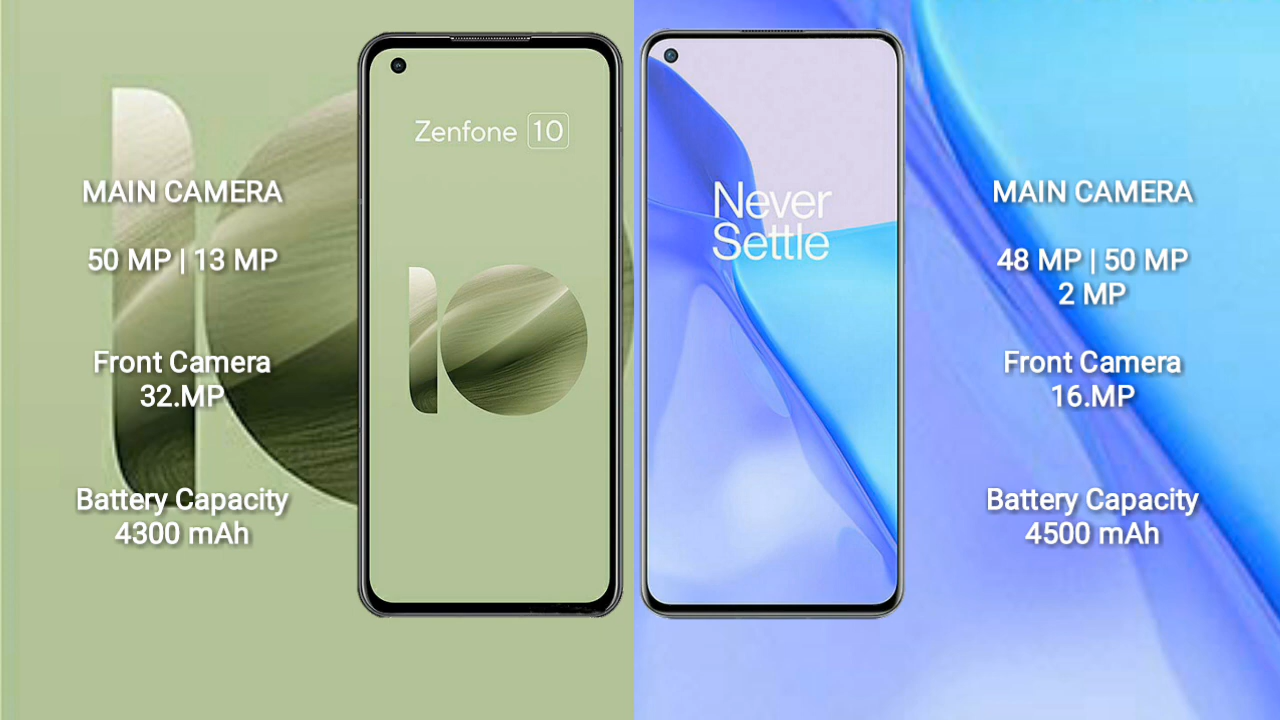 MAIN CAMERA
50 MP | 13 MP
Front Camera
32.MP
Battery Capacity
4300 mAh
Zenfone 10
10
Never
Settle
MAIN CAMERA
48 MP | 50 MP
2 MP
Front Camera
16.MP
Battery Capacity
4500 mAh